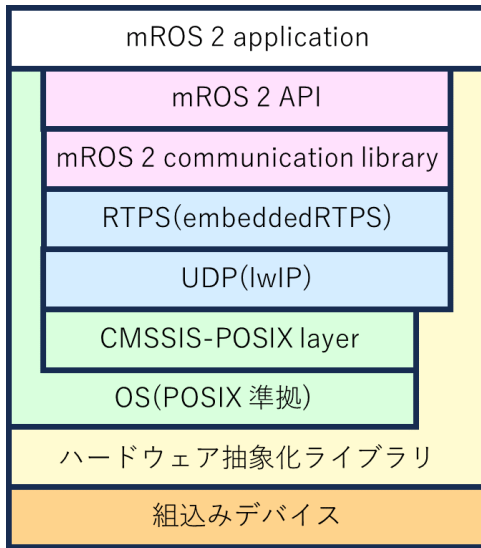 mROS 2 application
mROS 2 API
mROS 2 communication library
RTPS(embeddedRTPS)
UDP(lwIP)
CMSSIS-POSIX layer
OS(POSIX 準拠)
ハードウェア抽象化ライブラリ
組込みデバイス